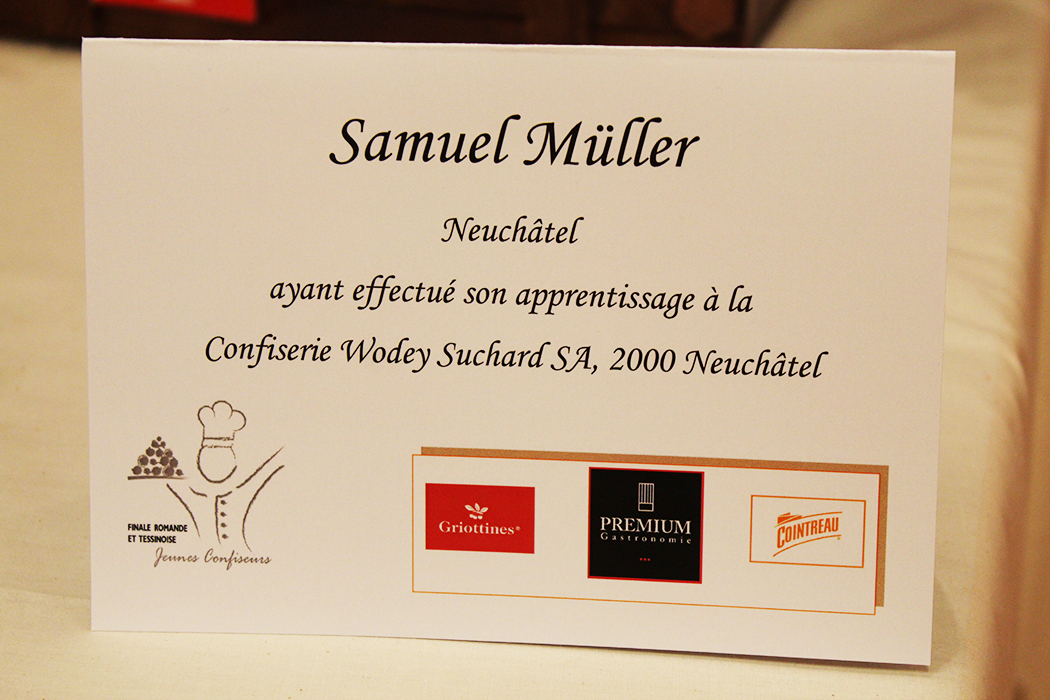 Samuel Müller
Neuchâtel
ayant effectué son apprentissage à la
Confiserie Wodey Suchard SA, 2000 Neuchâtel
FINALE ROMANDE
ET TESSINOISE
Jeunes Confiseurs
Griottines®
PREMIUM
Gastronomie
COINTREAU